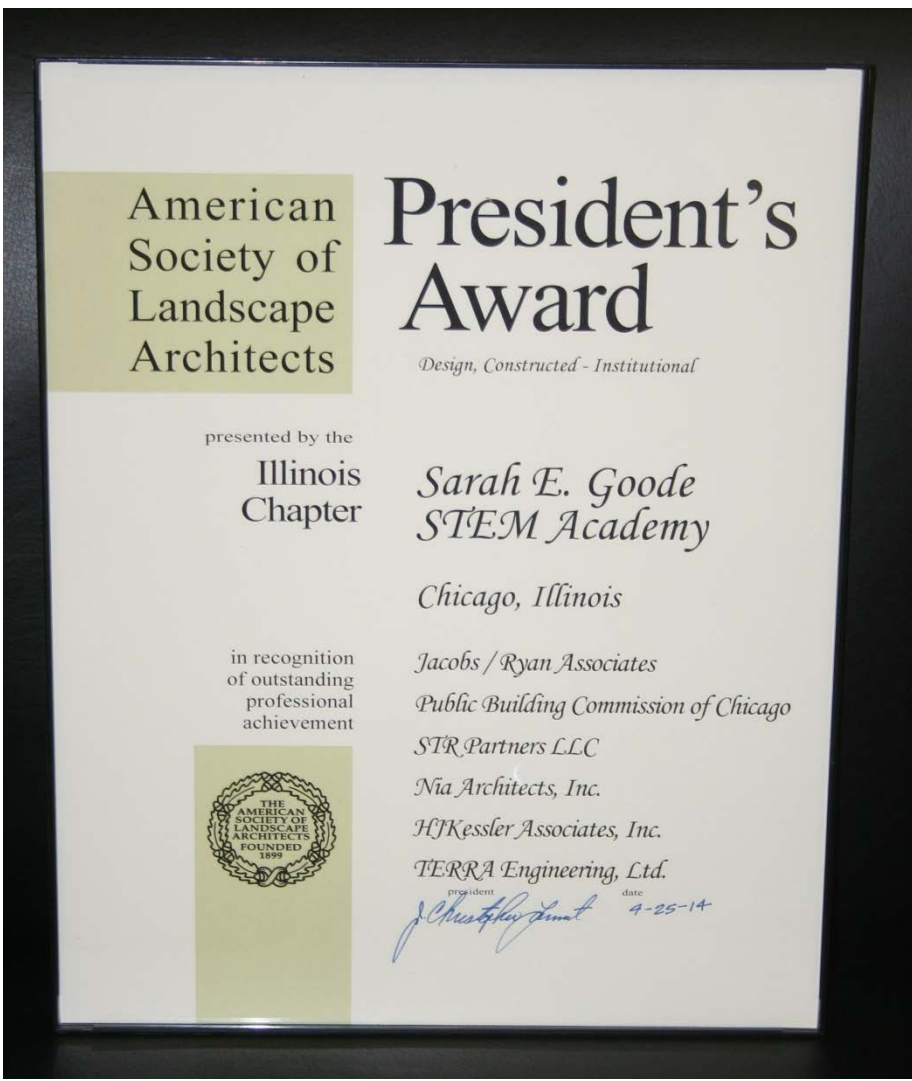 American
Society of
Landscape
Architects
President's
Award
Design, Constructed - Institutional
presented by the
Illinois
Chapter
Sarah E. Goode
STEM Academy
Chicago, Illinois
in recognition
of outstanding
professional
achievement
Jacobs / Ryan Associates
Public Building Commission of Chicago
STR Partners LLC
Nia Architects, Inc.
HJKessler Associates, Inc.
TERRA Engineering, Ltd.
THE
AMERICAN
SOCIETY OF
LANDSCAPE
ARCHITECTS
FOUNDED
1899
president
date
J. Christopher
4-25-14